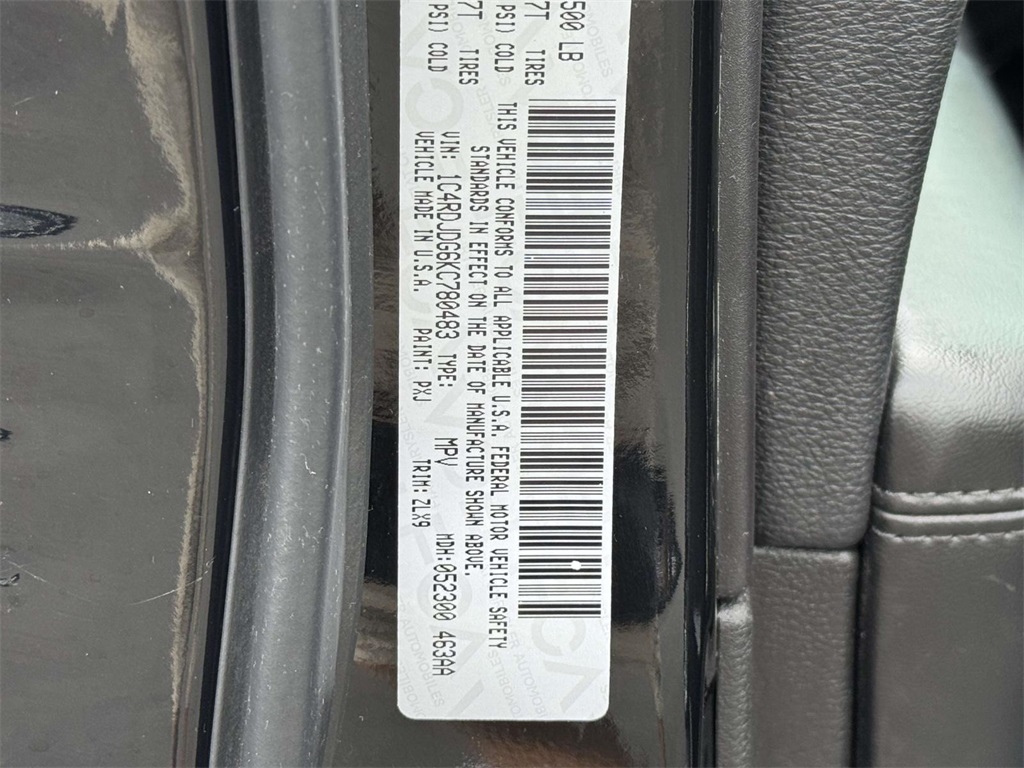 500 LB
7T TIRES
PSI) COLD
7T TIRES
PSI) COLD
THIS VEHICLE CONFORMS TO ALL APPLICABLE U.S.A. FEDERAL MOTOR VEHICLE SAFETY
STANDARDS IN EFFECT ON THE DATE OF MANUFACTURE SHOWN ABOVE.
VIN: 1C4RDJDG6KC780483 TYPE: MPV MDH:052300 463AA
VEHICLE MADE IN U.S.A. PAINT: PXJ TRIM:ZLX9